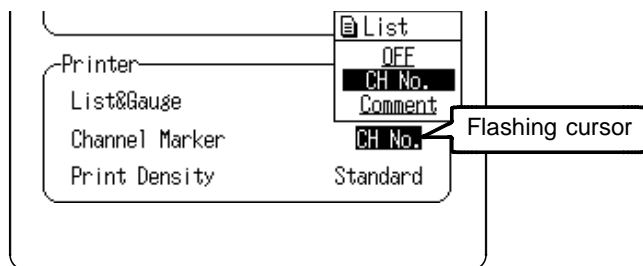 List
OFF
Printer
CH No.
List&Gauge
Comment
Channel Marker
CH No.
Flashing cursor
Print Density
Standard